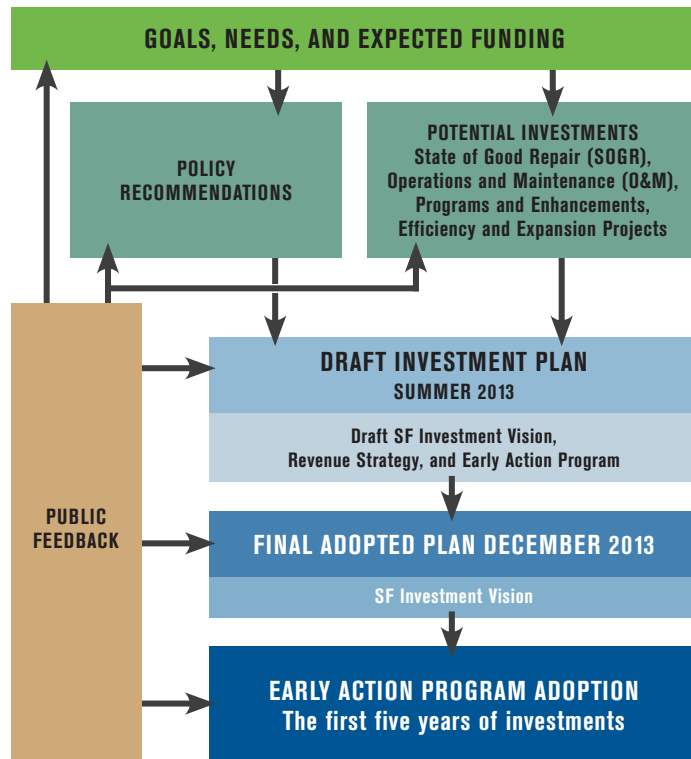 GOALS, NEEDS, AND EXPECTED FUNDING
POLICY
RECOMMENDATIONS
POTENTIAL INVESTMENTS
State of Good Repair (SOGR),
Operations and Maintenance (O&M),
Programs and Enhancements,
Efficiency and Expansion Projects
PUBLIC
FEEDBACK
DRAFT INVESTMENT PLAN
SUMMER 2013
Draft SF Investment Vision,
Revenue Strategy, and Early Action Program
FINAL ADOPTED PLAN DECEMBER 2013
SF Investment Vision
EARLY ACTION PROGRAM ADOPTION
The first five years of investments